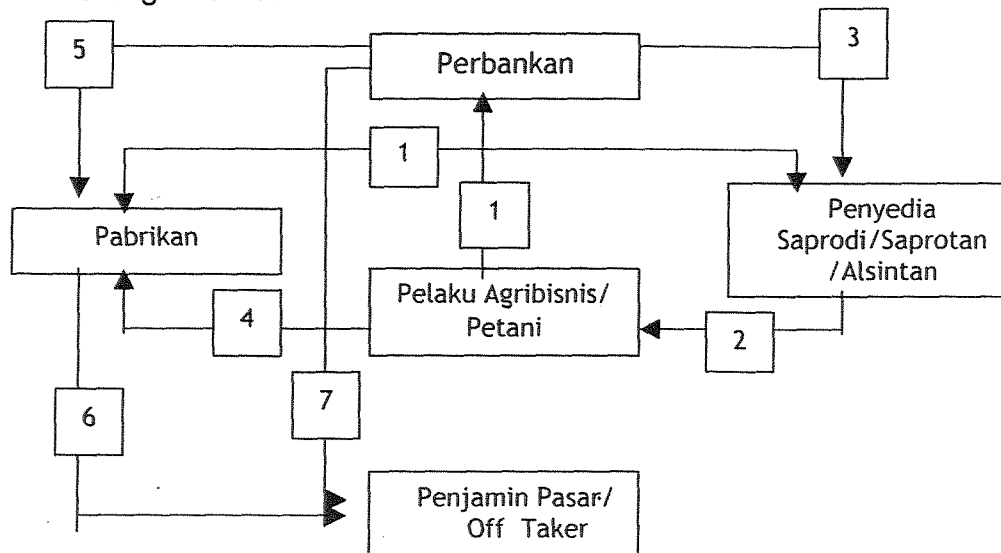 5
Perbankan
3
1
1
Pabrikan
Penyedia
Saprodi/Saprotan
/Alsintan
Pelaku Agribisnis/
Petani
4
2
6
7
Penjamin Pasar/
Off Taker